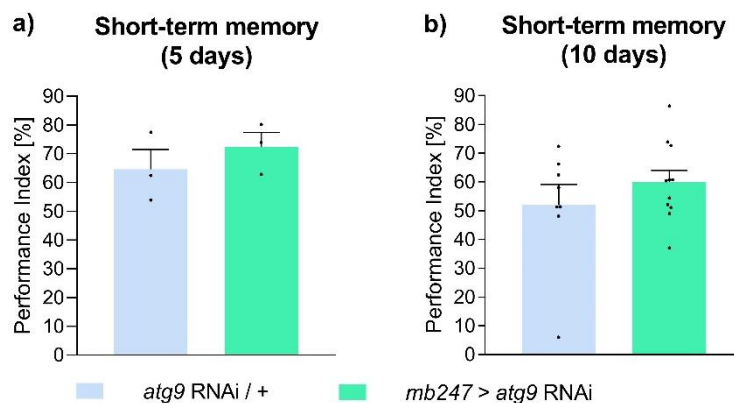 a)
Short-term memory
(5 days)
Performance Index [%]
90
80
70
60
50
40
30
20
10
0
b)
Short-term memory
(10 days)
Performance Index [%]
90
80
70
60
50
40
30
20
10
0
atg9 RNAi / +
mb247 > atg9 RNAi